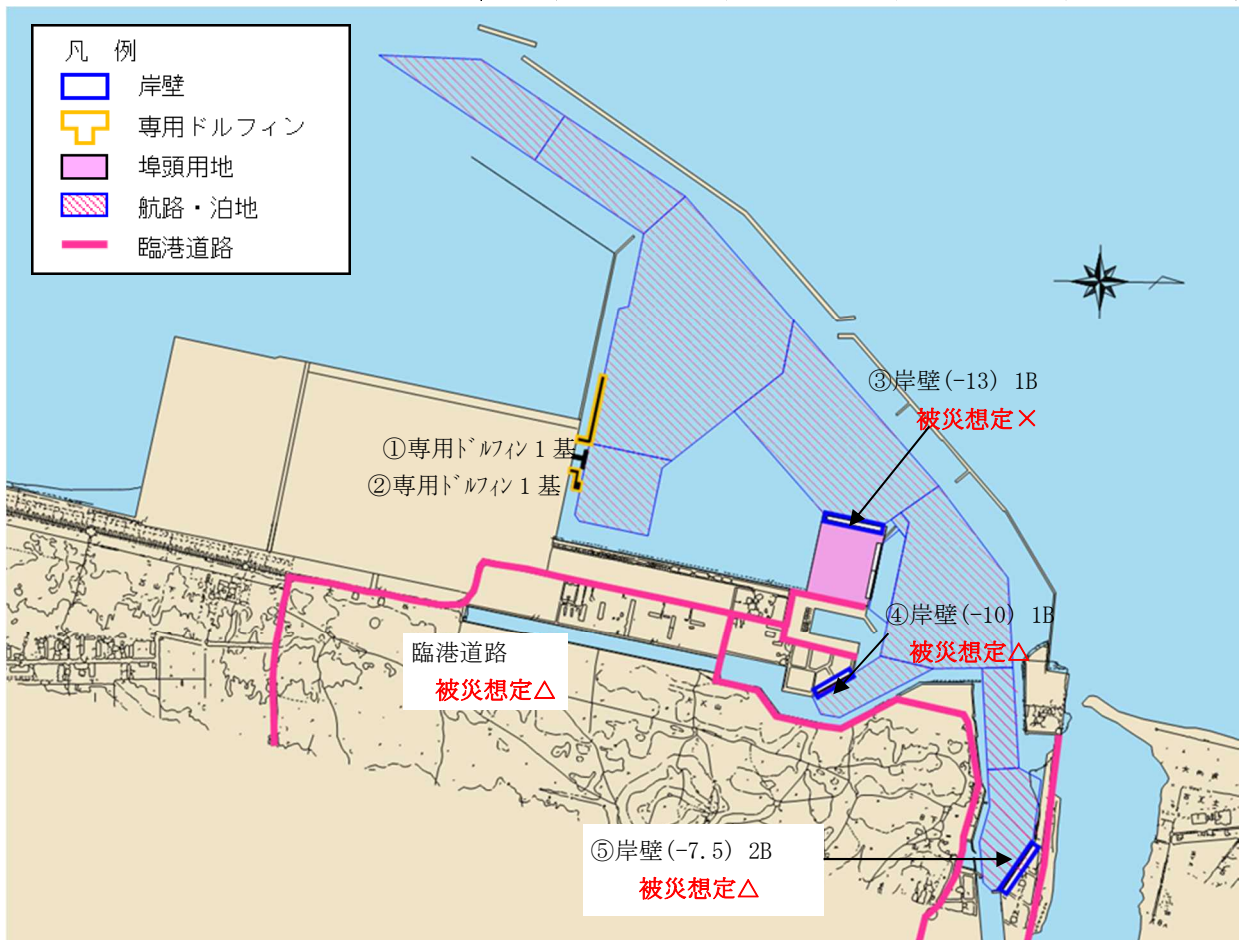 凡 例
岸壁
専用ドルフィン
埠頭用地
航路・泊地
臨港道路
③岸壁(-13) 1B
被災想定×
①専用ﾄﾞﾙﾌｨﾝ1基
②専用ﾄﾞﾙﾌｨﾝ1基
④岸壁(-10) 1B
被災想定△
臨港道路
被災想定△
⑤岸壁(-7.5) 2B
被災想定△